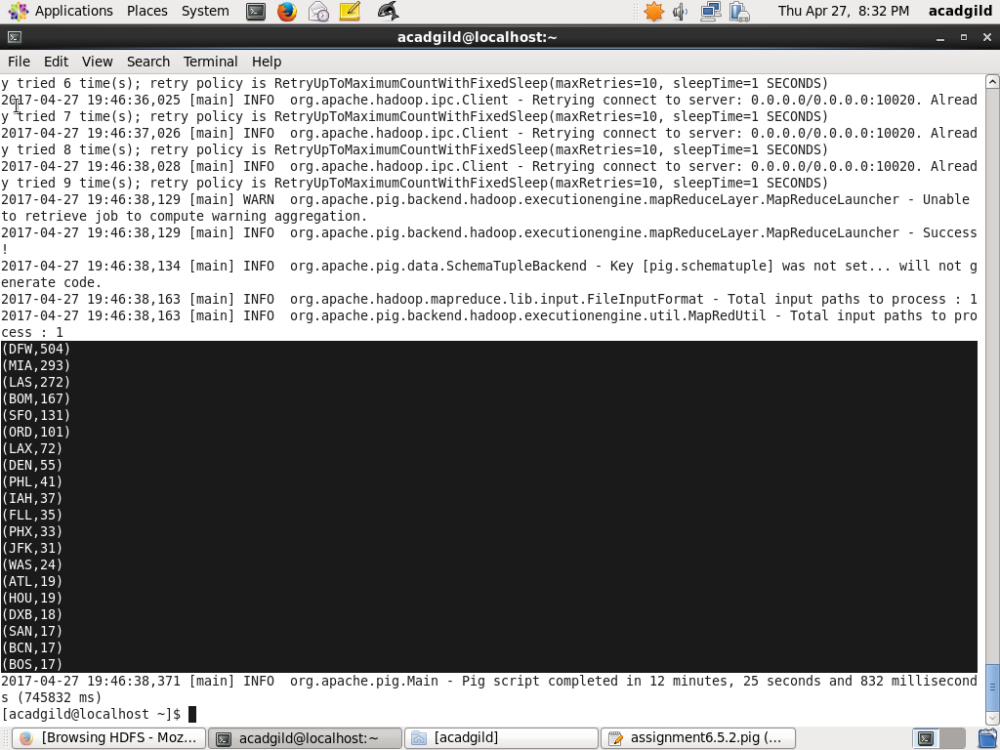 Applications Places System Thu Apr 27, 8:32 PM acadgild
acadgild@localhost:~
File Edit View Search Terminal Help
y tried 6 time(s); retry policy is RetryUpToMaximumCountWithFixedSleep(maxRetries=10, sleepTime=1 SECONDS)
2017-04-27 19:46:36,025 [main] INFO  org.apache.hadoop.ipc.Client - Retrying connect to server: 0.0.0.0/0.0.0.0:10020. Alread
y tried 7 time(s); retry policy is RetryUpToMaximumCountWithFixedSleep(maxRetries=10, sleepTime=1 SECONDS)
2017-04-27 19:46:37,026 [main] INFO  org.apache.hadoop.ipc.Client - Retrying connect to server: 0.0.0.0/0.0.0.0:10020. Alread
y tried 8 time(s); retry policy is RetryUpToMaximumCountWithFixedSleep(maxRetries=10, sleepTime=1 SECONDS)
2017-04-27 19:46:38,028 [main] INFO  org.apache.hadoop.ipc.Client - Retrying connect to server: 0.0.0.0/0.0.0.0:10020. Alread
y tried 9 time(s); retry policy is RetryUpToMaximumCountWithFixedSleep(maxRetries=10, sleepTime=1 SECONDS)
2017-04-27 19:46:38,129 [main] WARN  org.apache.pig.backend.hadoop.executionengine.mapReduceLayer.MapReduceLauncher - Unable
to retrieve job to compute warning aggregation.
2017-04-27 19:46:38,129 [main] INFO  org.apache.pig.backend.hadoop.executionengine.mapReduceLayer.MapReduceLauncher - Success
!
2017-04-27 19:46:38,134 [main] INFO  org.apache.pig.data.SchemaTupleBackend - Key [pig.schematuple] was not set... will not g
enerate code.
2017-04-27 19:46:38,163 [main] INFO  org.apache.hadoop.mapreduce.lib.input.FileInputFormat - Total input paths to process : 1
2017-04-27 19:46:38,163 [main] INFO  org.apache.pig.backend.hadoop.executionengine.util.MapRedUtil - Total input paths to pro
cess : 1
(DFW,504)
(MIA,293)
(LAS,272)
(BOM,167)
(SFO,131)
(ORD,101)
(LAX,72)
(DEN,55)
(PHL,41)
(IAH,37)
(FLL,35)
(PHX,33)
(JFK,31)
(WAS,24)
(ATL,19)
(HOU,19)
(DXB,18)
(SAN,17)
(BCN,17)
(BOS,17)
2017-04-27 19:46:38,371 [main] INFO  org.apache.pig.Main - Pig script completed in 12 minutes, 25 seconds and 832 millisecond
s (745832 ms)
[acadgild@localhost ~]$
[Browsing HDFS - Moz... acadgild@localhost:~ [acadgild] assignment6.5.2.pig (...